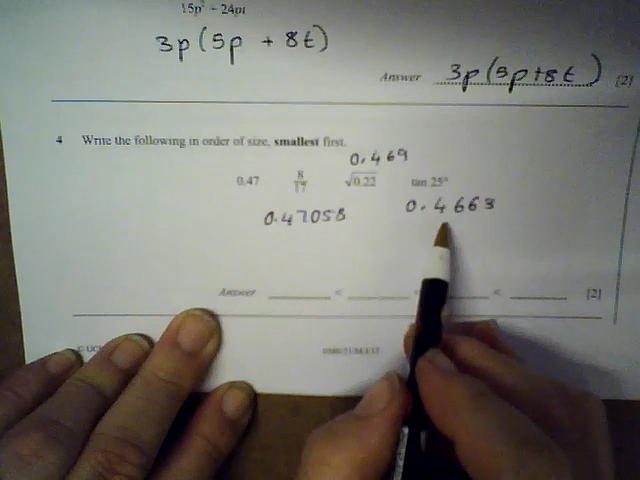 15p² + 24pt
3p(5p + 8t)
Answer 3p(5p+8t) [2]
4 Write the following in order of size, smallest first.
0.469
0.47 8/17 √0.22 tan 25°
0.47058 0.4663
Answer < < < [2]